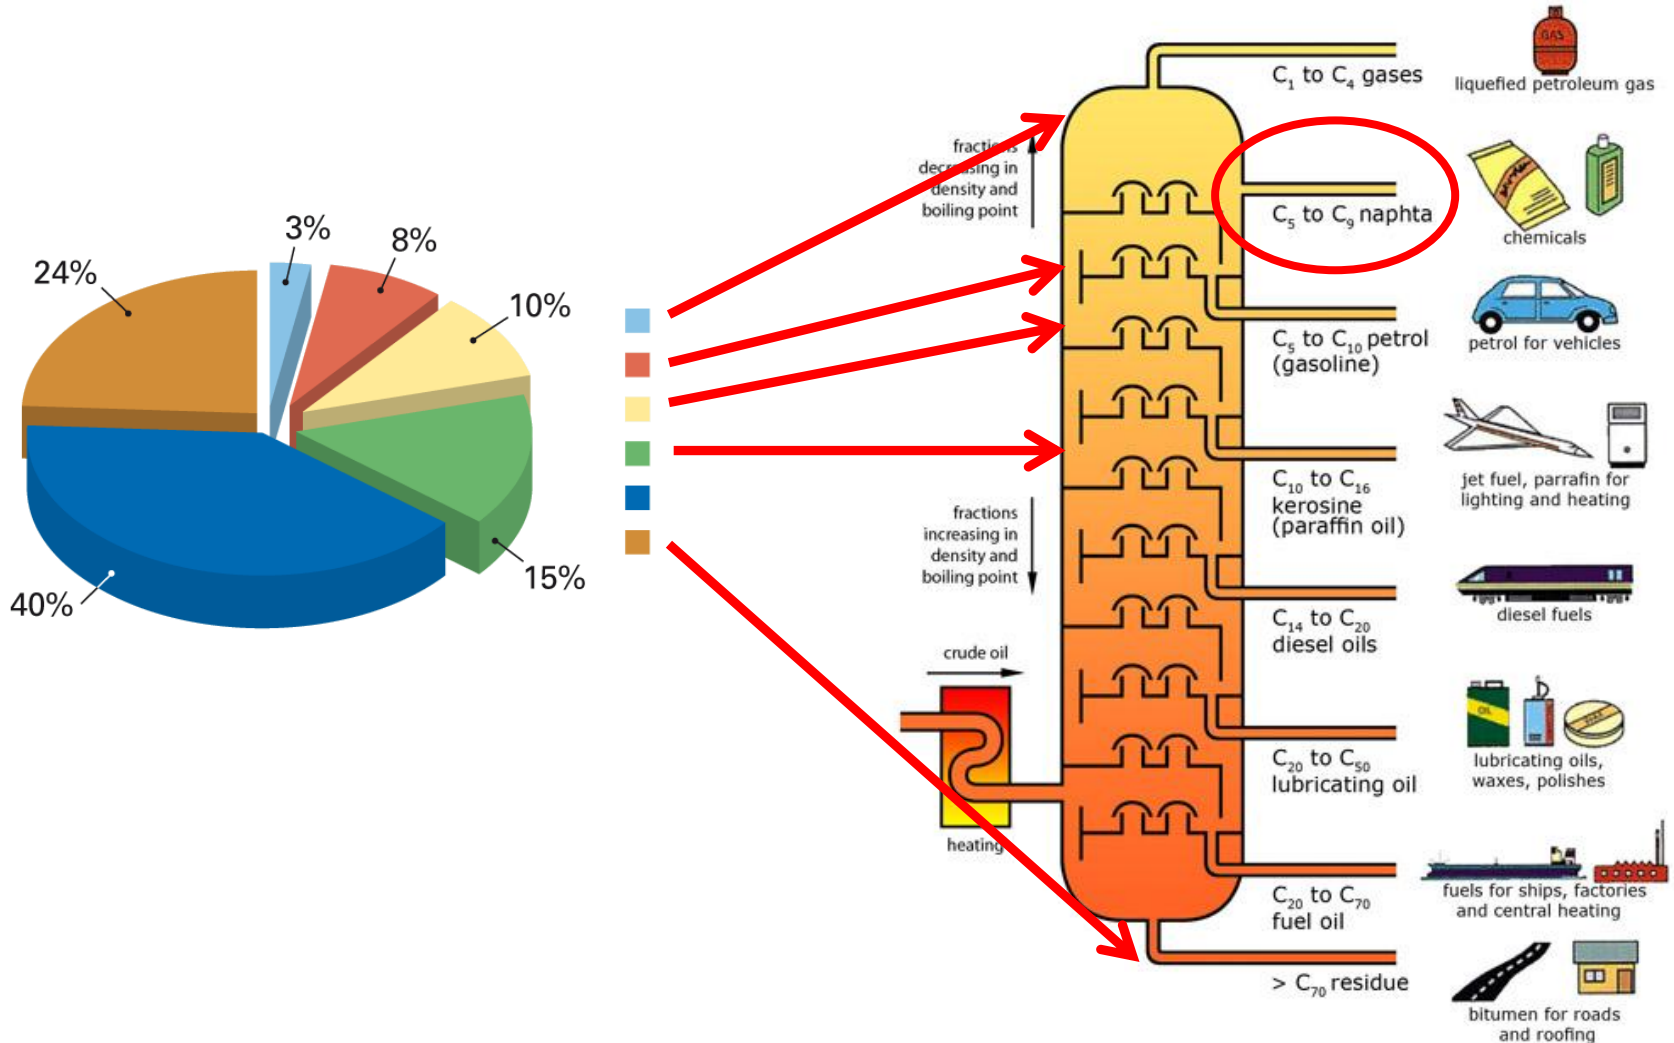 3%
8%
10%
24%
15%
40%
fractions
decreasing in
density and
boiling point
fractions
increasing in
density and
boiling point
crude oil
heating
C1 to C4 gases
liquefied petroleum gas
GAS
C5 to C9 naphta
chemicals
C5 to C10 petrol
(gasoline)
petrol for vehicles
C10 to C16
kerosine
(paraffin oil)
jet fuel, parrafin for
lighting and heating
C14 to C20
diesel oils
diesel fuels
C20 to C50
lubricating oil
OIL
lubricating oils,
waxes, polishes
C20 to C70
fuel oil
fuels for ships, factories
and central heating
> C70 residue
bitumen for roads
and roofing